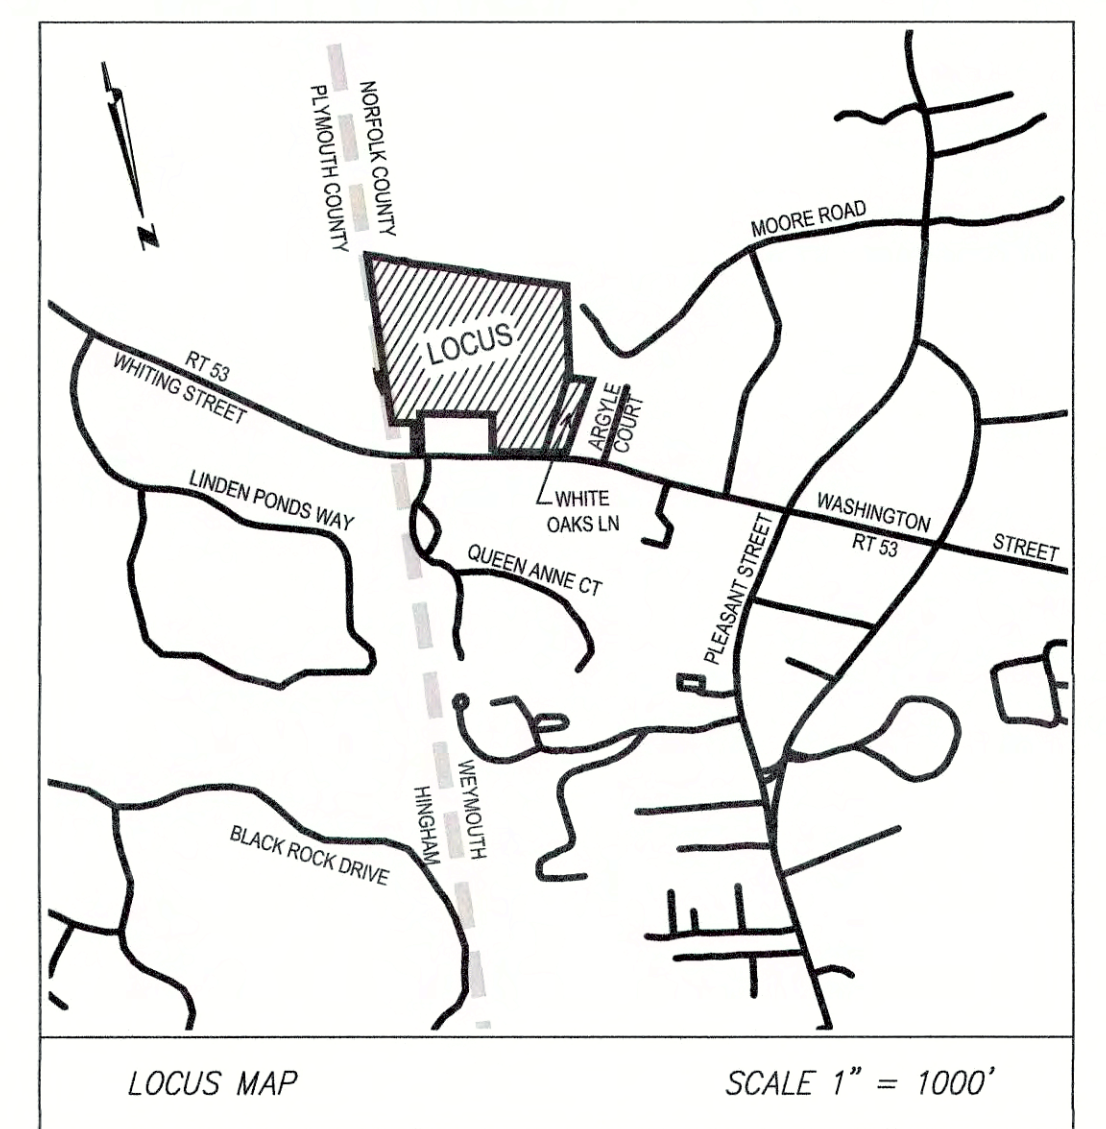 NORFOLK COUNTY
PLYMOUTH COUNTY
N
MOORE ROAD
LOCUS
RT 53
WHITING STREET
ARGYLE
COURT
LINDEN PONDS WAY
WHITE
OAKS LN
WASHINGTON
STREET
RT 53
PLEASANT STREET
QUEEN ANNE CT
WEYMOUTH
HINGHAM
BLACK ROCK DRIVE
LOCUS MAP
SCALE 1" = 1000'